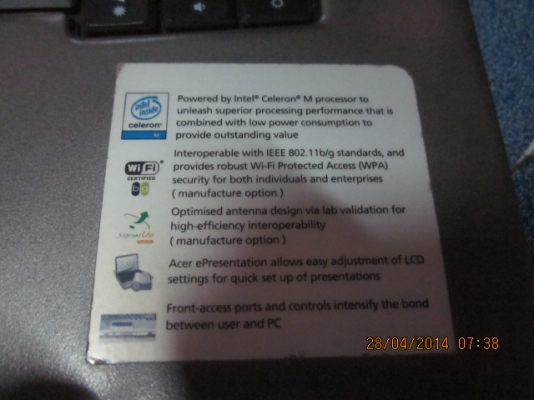 Powered by Intel® Celeron® M processor to
unleash superior processing performance that is
combined with low power consumption to
provide outstanding value
intel
inside
celeron
M
Interoperable with IEEE 802.11b/g standards, and
provides robust Wi-Fi Protected Access (WPA)
security for both individuals and enterprises
( manufacture option )
Wi Fi
CERTIFIED
Optimised antenna design via lab validation for
high-efficiency interoperability
( manufacture option )
Acer ePresentation allows easy adjustment of LCD
settings for quick set up of presentations
Front-access ports and controls intensify the bond
between user and PC
28/04/2014 07:38